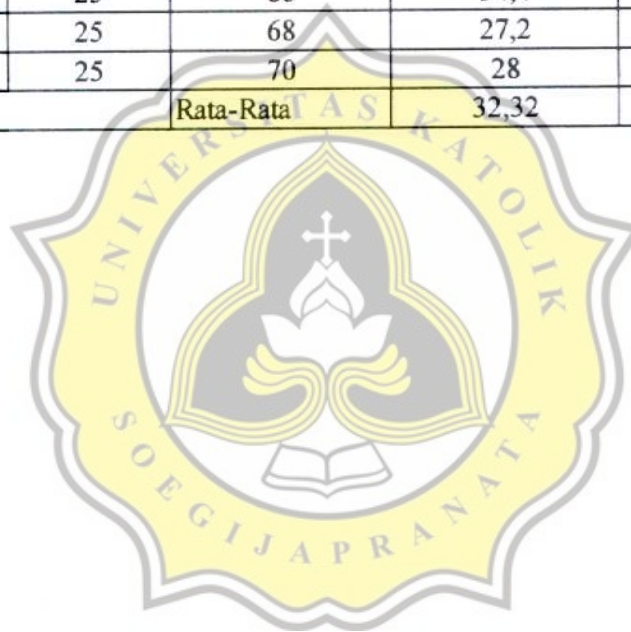 25 68 27,2
25 70 28
Rata-Rata 32,32
UNIVERSITAS KATOLIK
SOEGIJAPRANATA